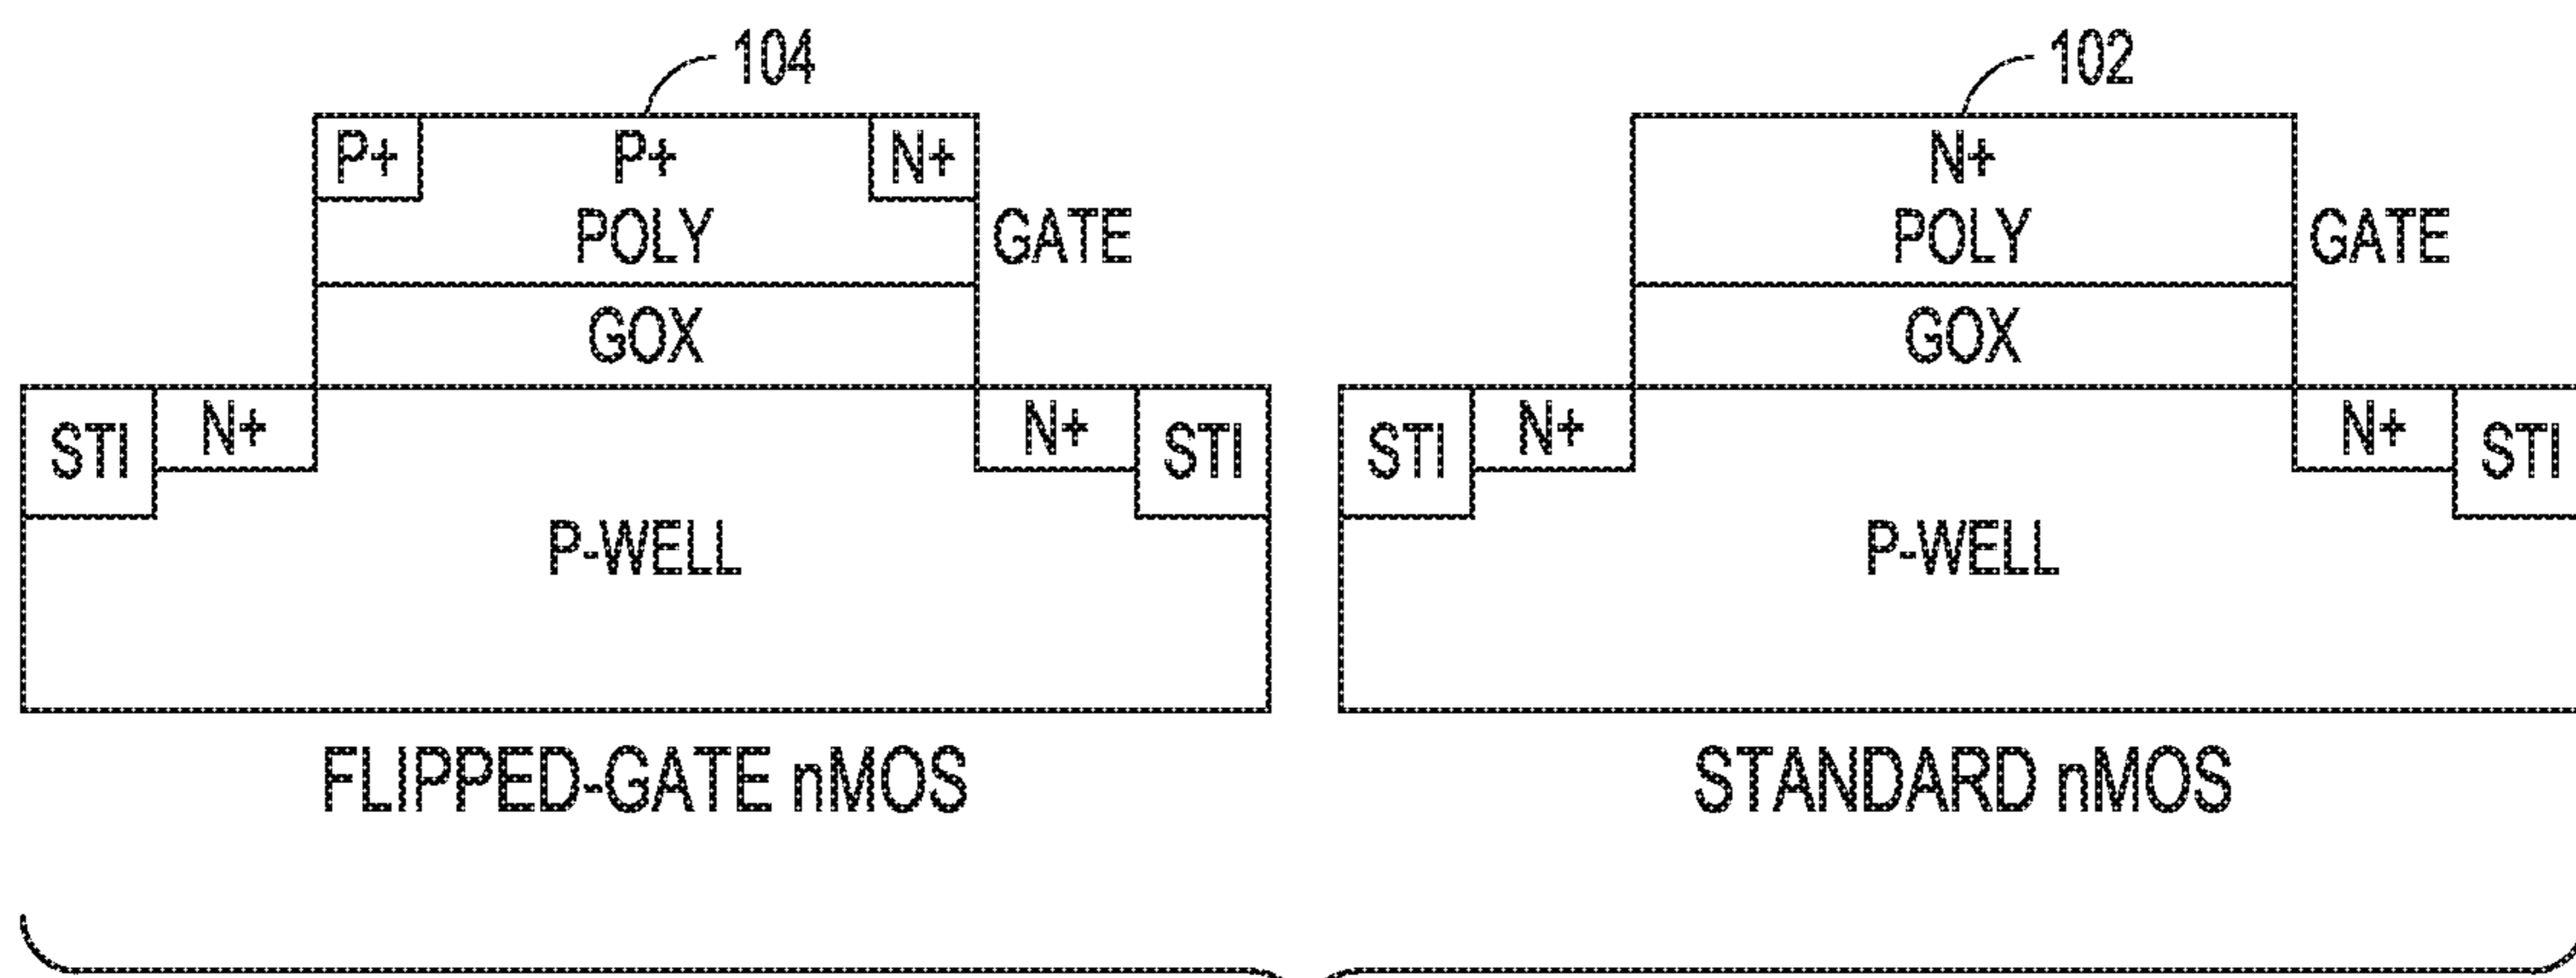 104
102
P+ P+ N+
N+
POLY GATE
POLY GATE
GOX
GOX
STI N+ N+ STI
STI N+ N+ STI
P-WELL
P-WELL
FLIPPED-GATE nMOS
STANDARD nMOS